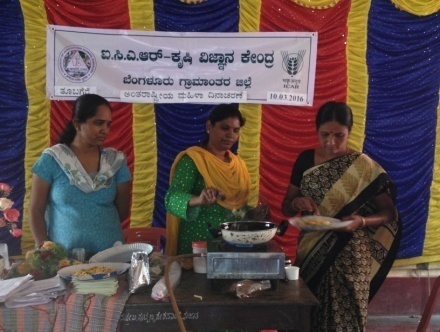 ಐ.ಸಿ.ಎ.ಆರ್-ಕೃಷಿ ವಿಜ್ಞಾನ ಕೇಂದ್ರ
ಬೆಂಗಳೂರು ಗ್ರಾಮಾಂತರ ಜಿಲ್ಲೆ
ಅಂತರಾಷ್ಟ್ರೀಯ ಮಹಿಳಾ ದಿನಾಚರಣೆ
ICAR
10.03.2016